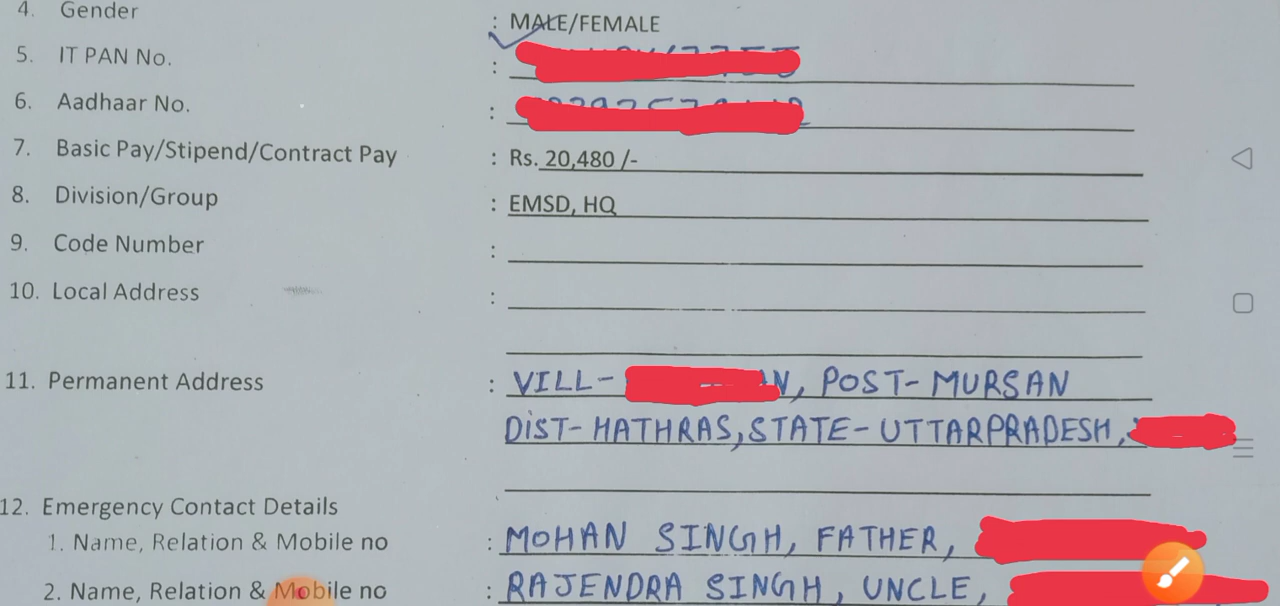 4. Gender : MALE/FEMALE
5. IT PAN No. :
6. Aadhaar No. :
7. Basic Pay/Stipend/Contract Pay : Rs. 20,480 /-
8. Division/Group : EMSD, HQ
9. Code Number :
10. Local Address :
11. Permanent Address : VILL- , POST- MURSAN
DIST- HATHRAS, STATE- UTTARPRADESH,
12. Emergency Contact Details
1. Name, Relation & Mobile no : MOHAN SINGH, FATHER,
2. Name, Relation & Mobile no : RAJENDRA SINGH, UNCLE,